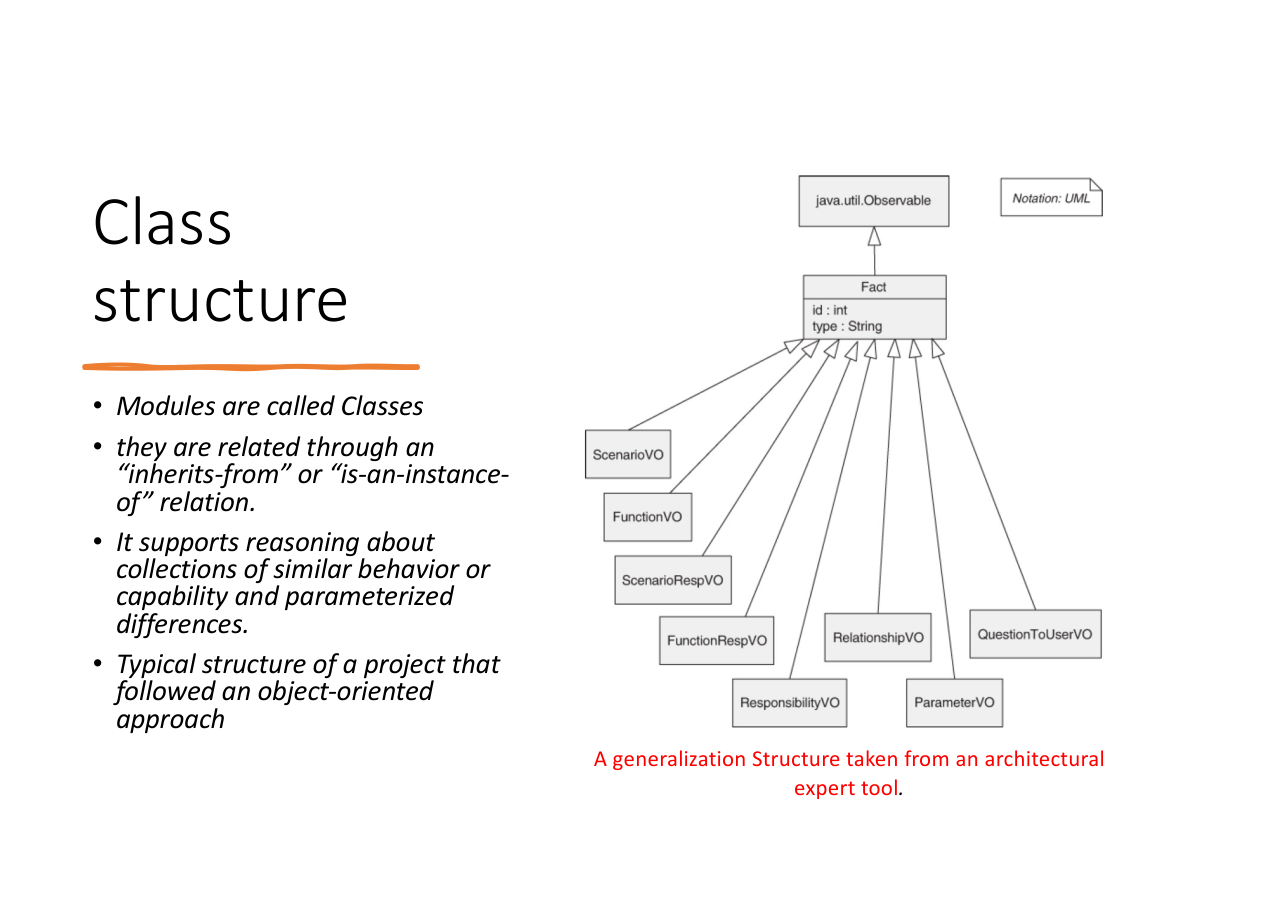 Class
structure
• Modules are called Classes
• they are related through an
“inherits-from” or “is-an-instance-
of” relation.
• It supports reasoning about
collections of similar behavior or
capability and parameterized
differences.
• Typical structure of a project that
followed an object-oriented
approach
java.util.Observable
Notation: UML
Fact
id : int
type : String
ScenarioVO
FunctionVO
ScenarioRespVO
FunctionRespVO
RelationshipVO
QuestionToUserVO
ResponsibilityVO
ParameterVO
A generalization Structure taken from an architectural
expert tool.